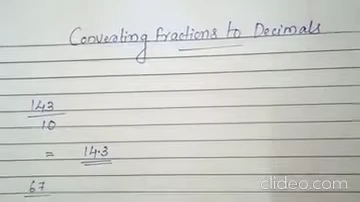 Converting fractions to Decimals
143
10
= 14.3
67
clideo.com